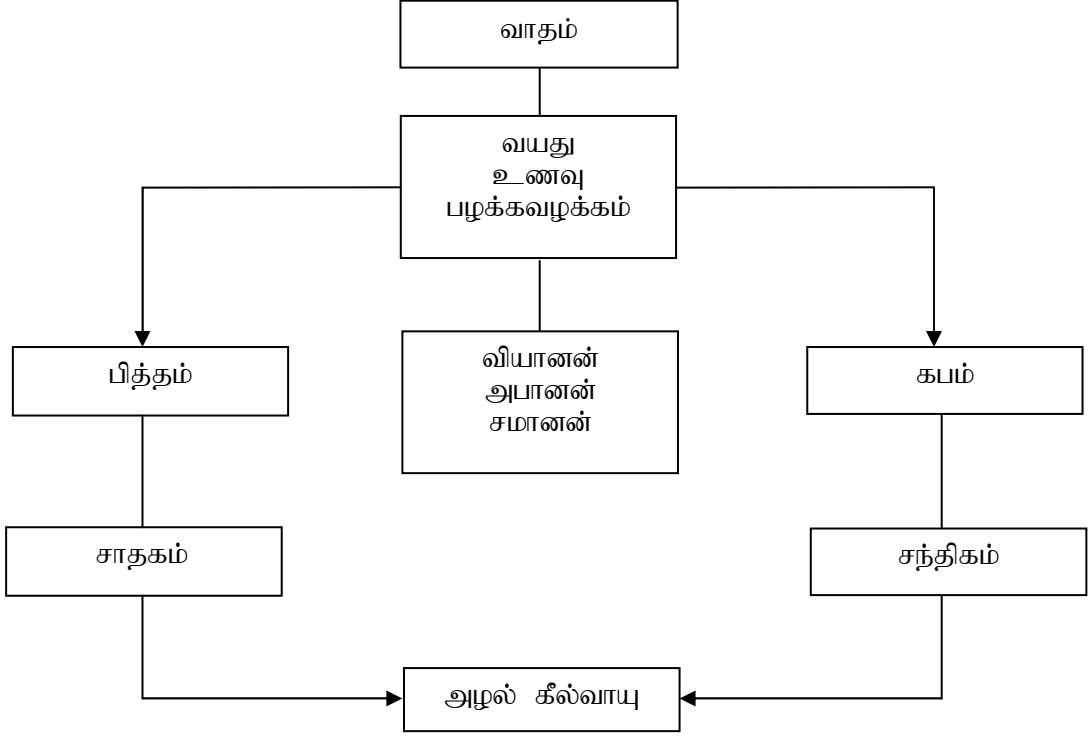 வாதம்
வயது
உணவு
பழக்கவழக்கம்
பித்தம்
வியானன்
அபானன்
சமானன்
கபம்
சாதகம்
சந்திகம்
அழல் கீல்வாயு